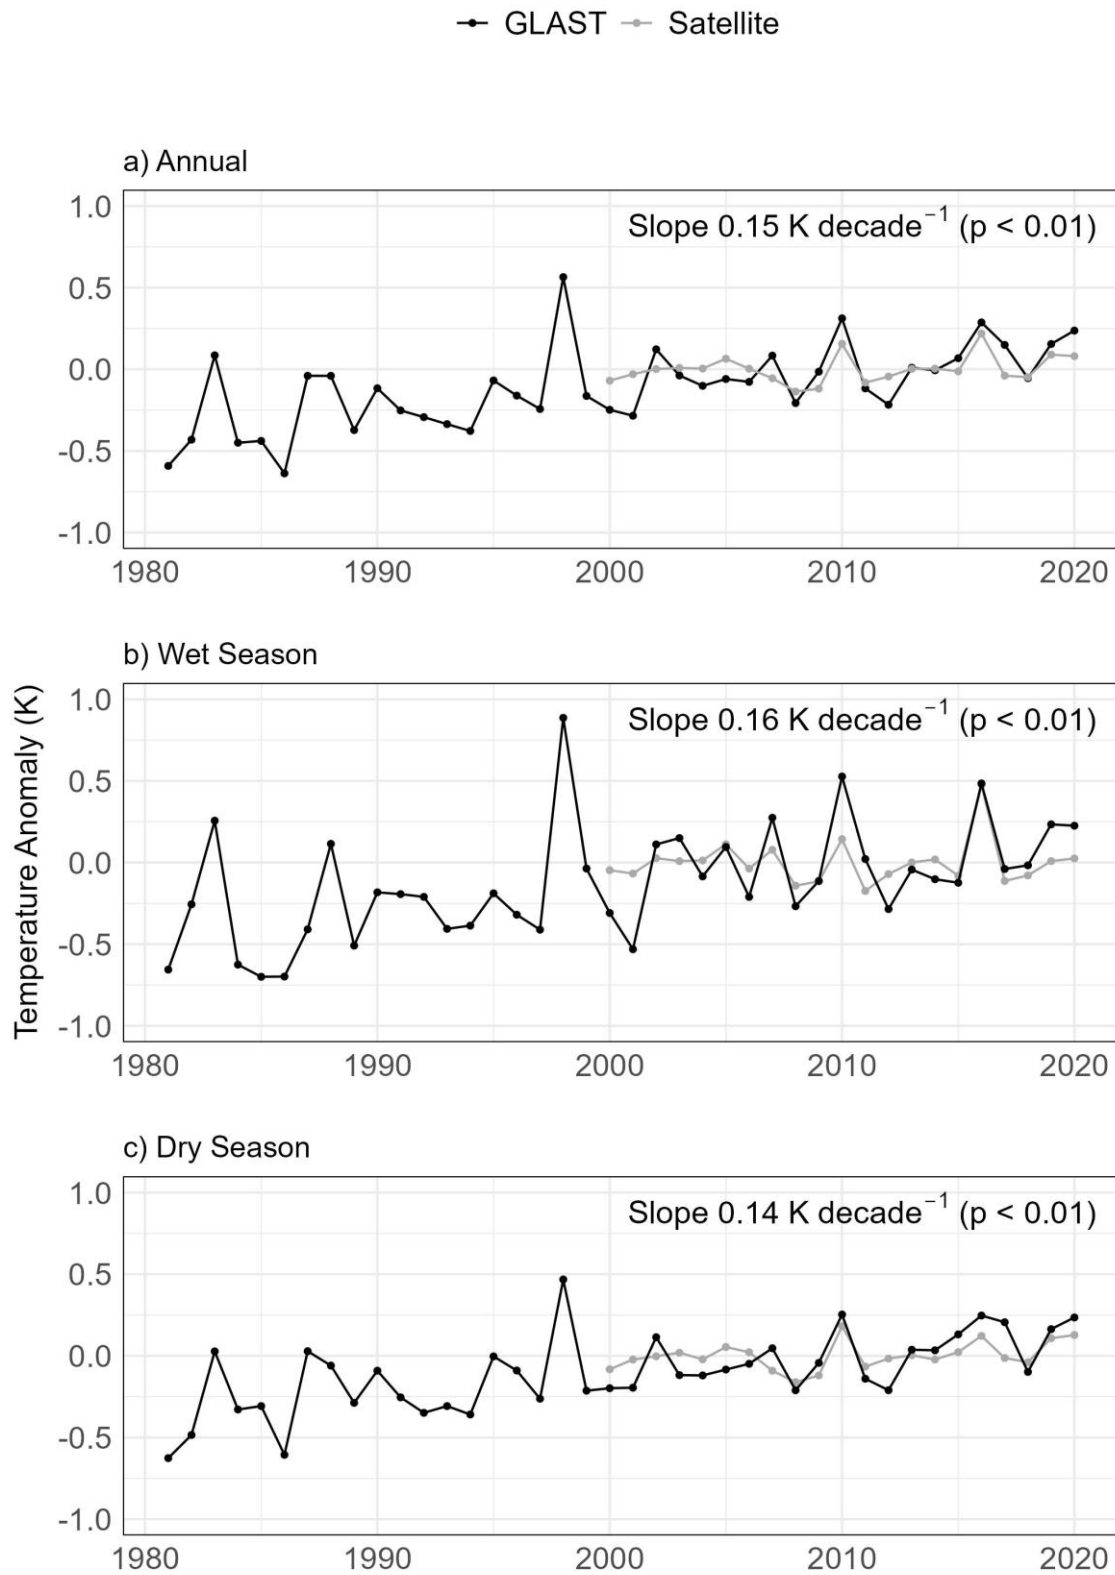 GLAST Satellite
a) Annual
Slope 0.15 K decade⁻¹ (p < 0.01)
1.0
0.5
0.0
-0.5
-1.0
1980 1990 2000 2010 2020
Temperature Anomaly (K)
b) Wet Season
Slope 0.16 K decade⁻¹ (p < 0.01)
1.0
0.5
0.0
-0.5
-1.0
1980 1990 2000 2010 2020
c) Dry Season
Slope 0.14 K decade⁻¹ (p < 0.01)
1.0
0.5
0.0
-0.5
-1.0
1980 1990 2000 2010 2020